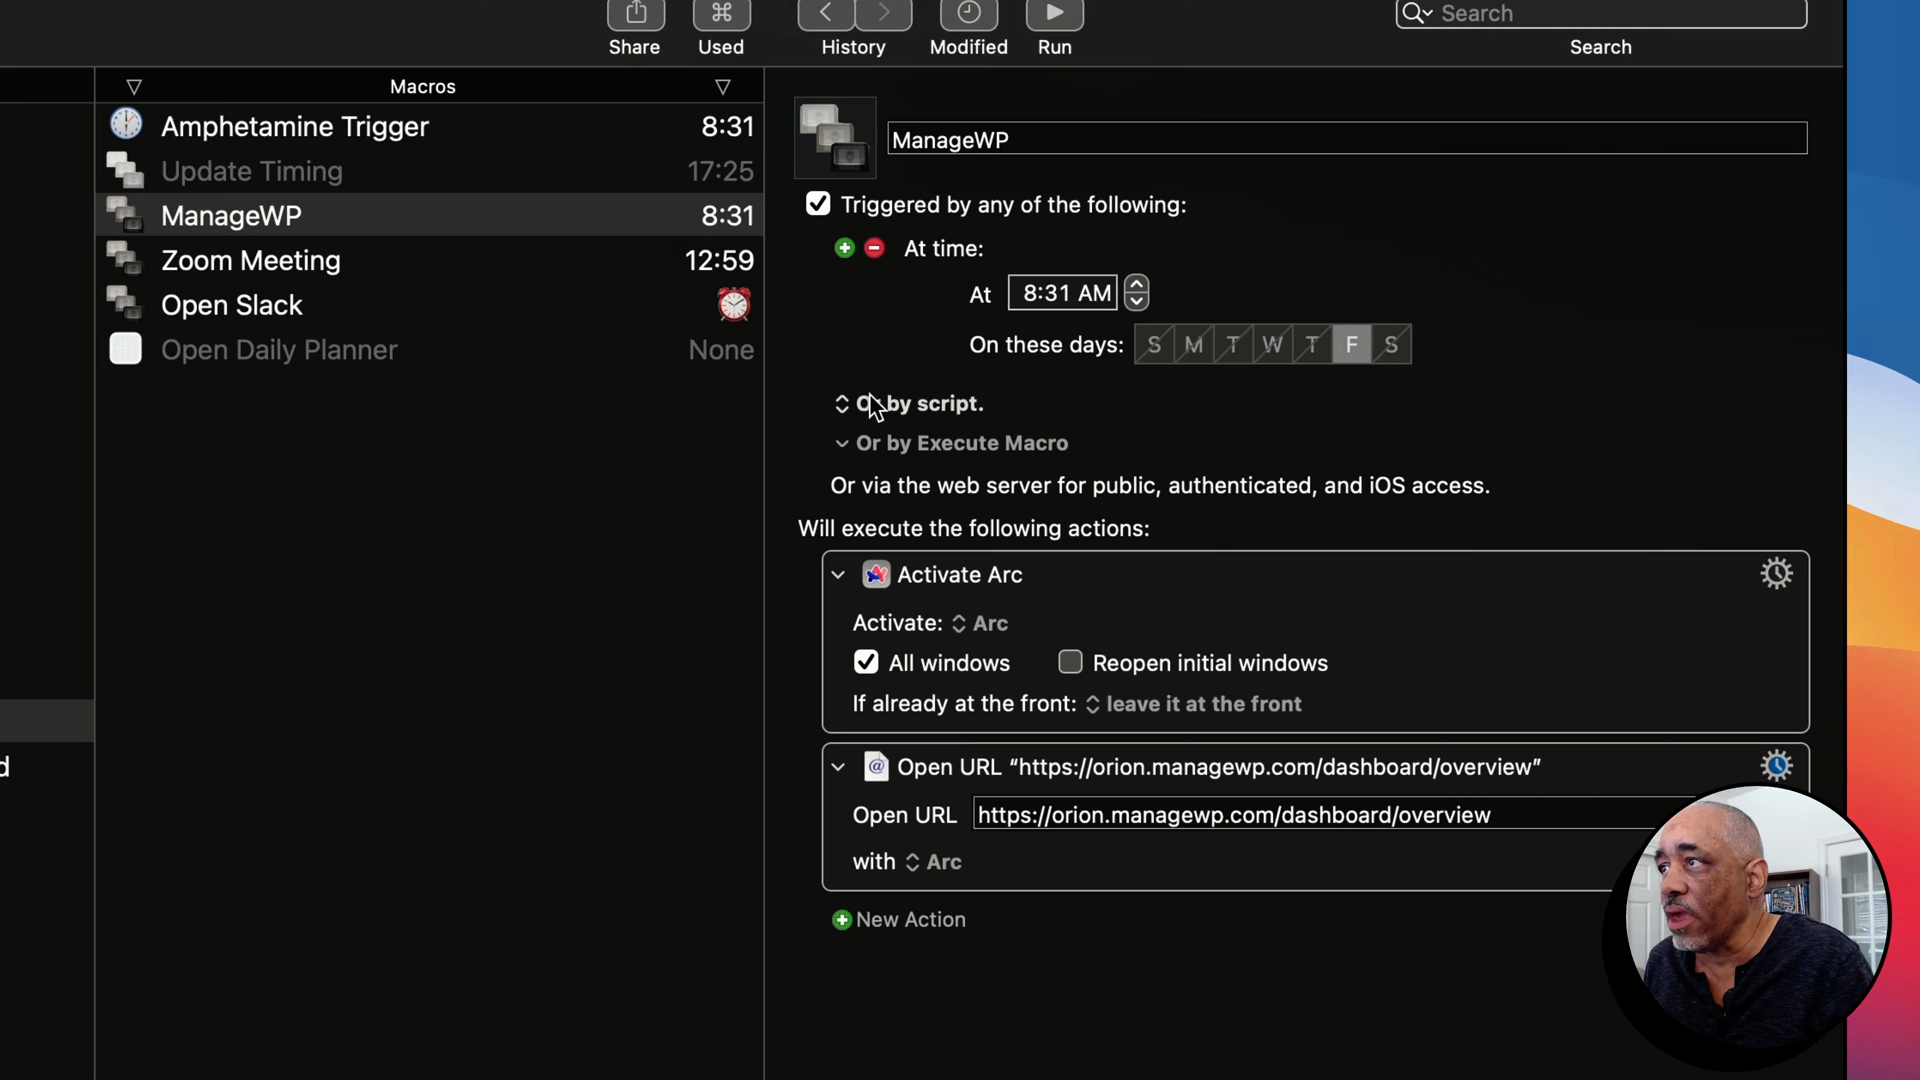 Share
Used
History
Modified
Run
Search
Search
Macros
Amphetamine Trigger 8:31
Update Timing 17:25
ManageWP 8:31
Zoom Meeting 12:59
Open Slack
Open Daily Planner None
d
ManageWP
Triggered by any of the following:
At time:
At 8:31 AM
On these days: S M T W T F S
Or by script.
Or by Execute Macro
Or via the web server for public, authenticated, and iOS access.
Will execute the following actions:
Activate Arc
Activate: Arc
All windows Reopen initial windows
If already at the front: leave it at the front
Open URL “https://orion.managewp.com/dashboard/overview”
Open URL https://orion.managewp.com/dashboard/overview
with Arc
New Action